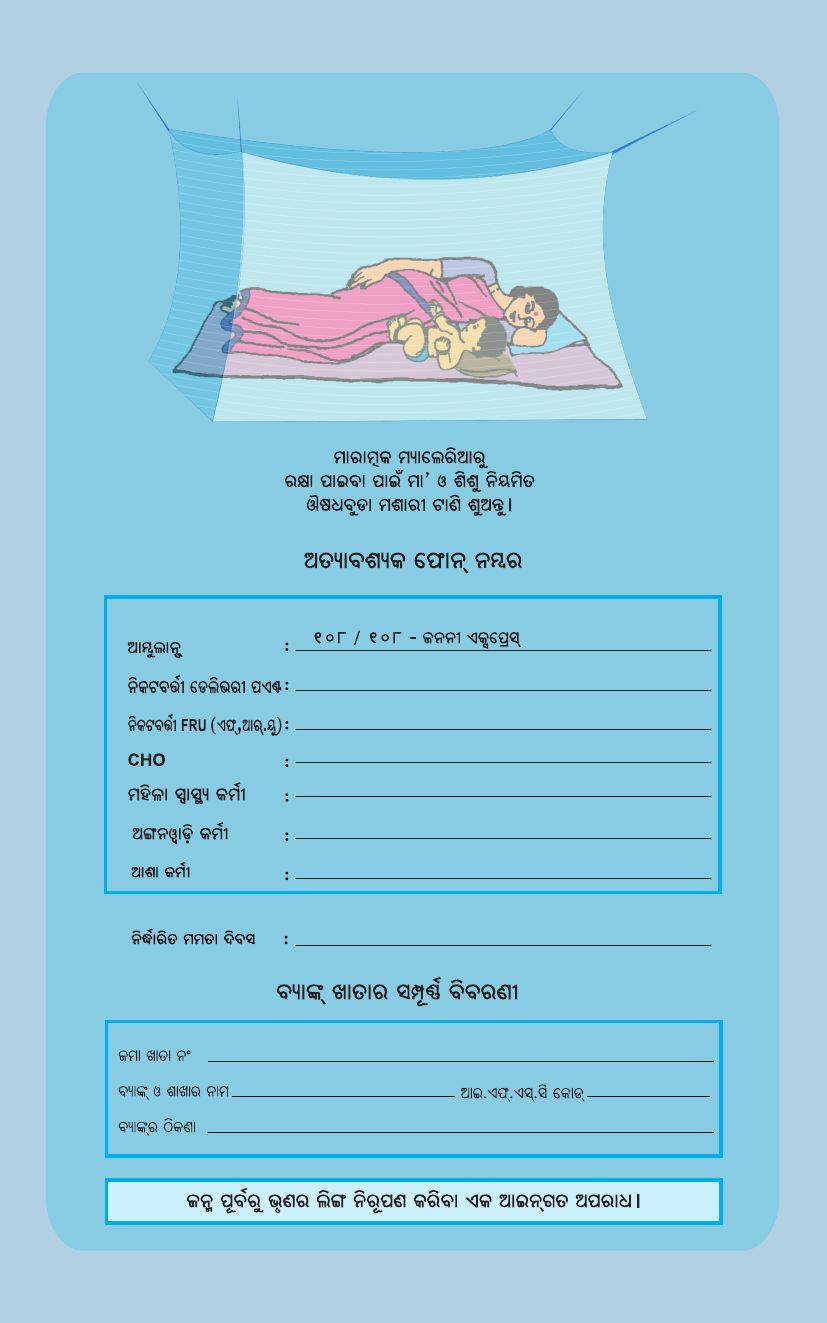 ମାରାତ୍ମକ ମ୍ୟାଲେରିଆରୁ
ରକ୍ଷା ପାଇବା ପାଇଁ ମା’ ଓ ଶିଶୁ ନିୟମିତ
ଔଷଧବୁଡା ମଶାରୀ ଟାଣି ଶୁଅନ୍ତୁ।
ଅତ୍ୟାବଶ୍ୟକ ଫୋନ୍ ନମ୍ବର
ଆମ୍ବୁଲାନ୍ସ : ୧୦୮ / ୧୦୮ - ଜନନୀ ଏକ୍ସପ୍ରେସ୍
ନିକଟବର୍ତ୍ତୀ ଡେଲିଭରୀ ପଏଣ୍ଟ :
ନିକଟବର୍ତ୍ତୀ FRU (ଏଫ୍,ଆର୍.ୟୁ) :
CHO :
ମହିଳା ସ୍ୱାସ୍ଥ୍ୟ କର୍ମୀ :
ଅଙ୍ଗନୱାଡ଼ି କର୍ମୀ :
ଆଶା କର୍ମୀ :
ନିର୍ଦ୍ଧାରିତ ମମତା ଦିବସ :
ବ୍ୟାଙ୍କ୍ ଖାତାର ସମ୍ପୂର୍ଣ୍ଣ ବିବରଣୀ
ଜମା ଖାତା ନଂ
ବ୍ୟାଙ୍କ୍ ଓ ଶାଖାର ନାମ ଆଇ.ଏଫ୍.ଏସ୍.ସି କୋଡ୍
ବ୍ୟାଙ୍କ୍‌ର ଠିକଣା
ଜନ୍ମ ପୂର୍ବରୁ ଭୃଣର ଲିଙ୍ଗ ନିରୂପଣ କରିବା ଏକ ଆଇନ୍‌ଗତ ଅପରାଧ।